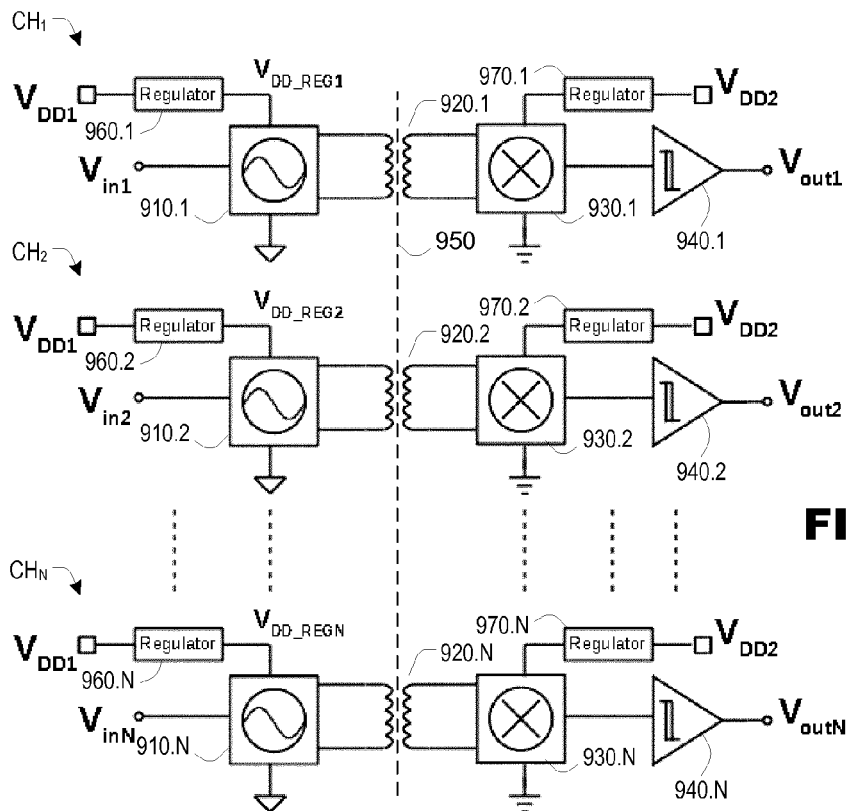 CH1
VDD_REG1
970.1
VDD1 Regulator 920.1 Regulator VDD2
960.1
Vin1 Vout1
910.1 930.1 940.1
950
CH2
VDD_REG2
970.2
VDD1 Regulator 920.2 Regulator VDD2
960.2
Vin2 Vout2
910.2 930.2 940.2
FI
CHN
VDD_REGN
970.N
VDD1 Regulator 920.N Regulator VDD2
960.N
VinN VoutN
910.N 930.N 940.N